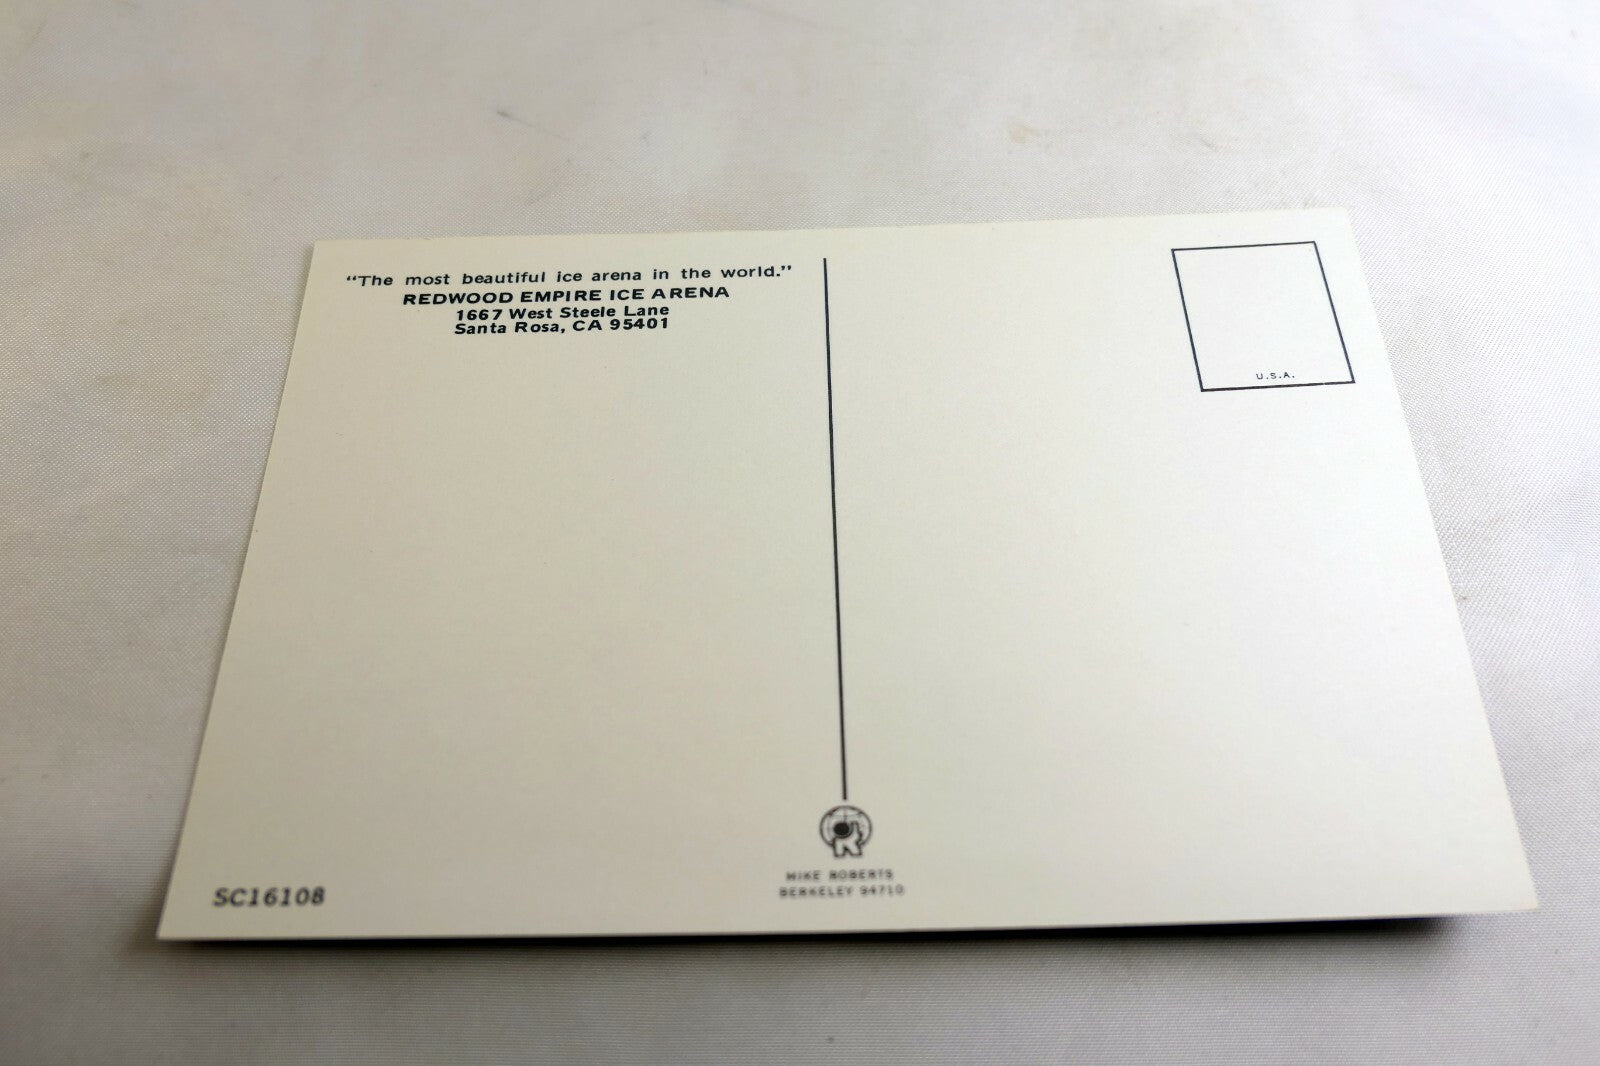 “The most beautiful ice arena in the world.”
REDWOOD EMPIRE ICE ARENA
1667 West Steele Lane
Santa Rosa, CA 95401
U.S.A.
MIKE ROBERTS
BERKELEY 94710
SC16108